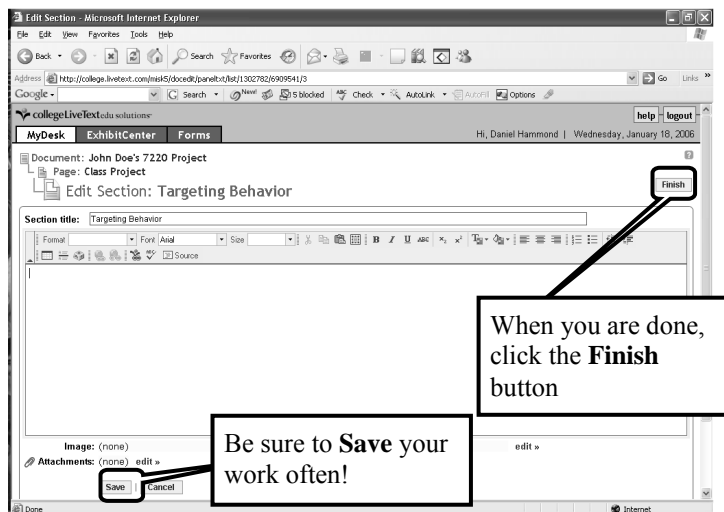 Edit Section - Microsoft Internet Explorer
File Edit View Favorites Tools Help
Back Search Favorites
Address http://college.livetext.com/misk5/docedit/paneltxt/list/1302782/6909541/3 Go Links »
Google Search New! 5 blocked Check AutoLink AutoFill Options
collegeLiveText edu solutions help logout
MyDesk ExhibitCenter Forms Hi, Daniel Hammond | Wednesday, January 18, 2006
Document: John Doe's 7220 Project
Page: Class Project
Edit Section: Targeting Behavior Finish
Section title: Targeting Behavior
Format Font Arial Size B I U ABC
Source
When you are done,
click the Finish
button
Image: (none) edit »
Attachments: (none) edit »
Be sure to Save your
work often!
Save | Cancel
Done Internet